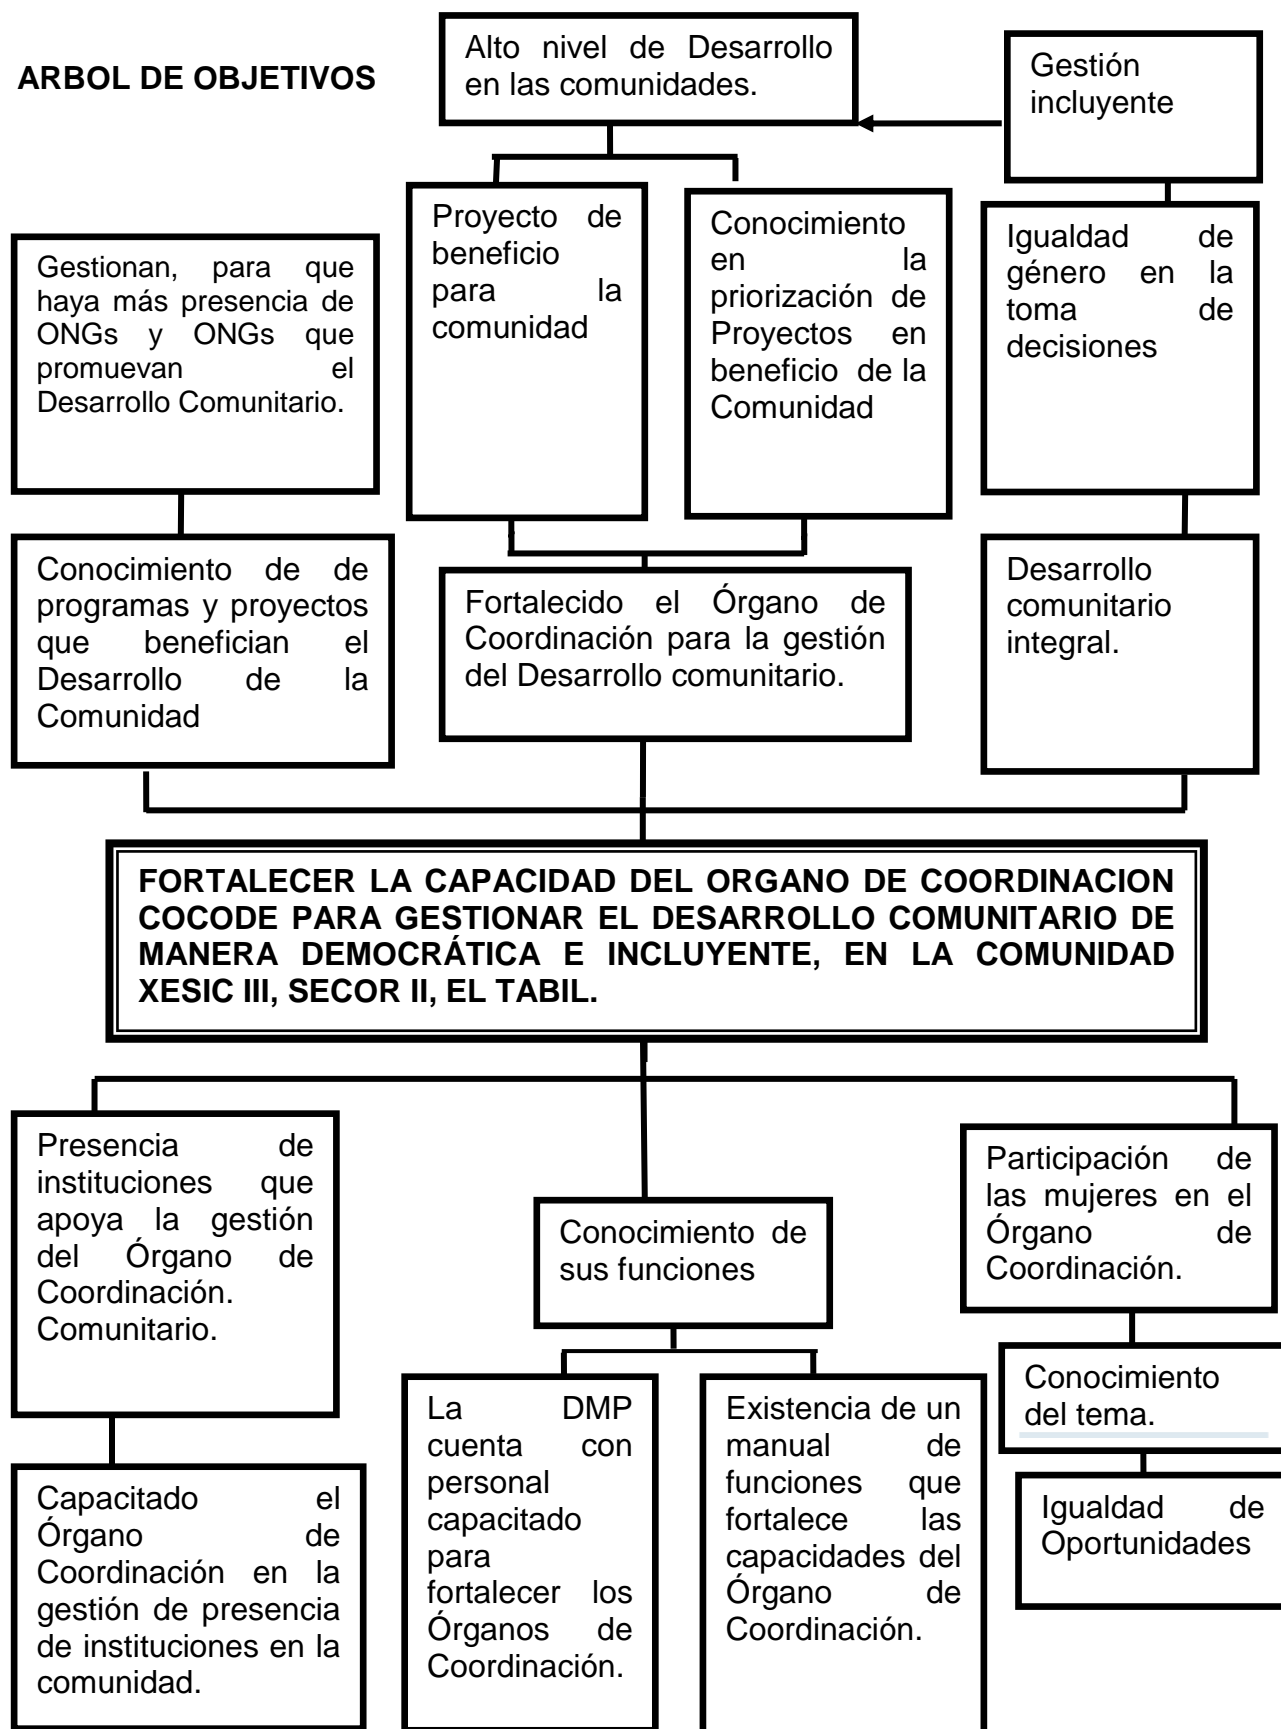 ARBOL DE OBJETIVOS
Alto nivel de Desarrollo
en las comunidades.
Gestión
incluyente
Gestionan, para que
haya más presencia de
ONGs y ONGs que
promuevan el
Desarrollo Comunitario.
Proyecto de
beneficio
para la
comunidad
Conocimiento
en la
priorización de
Proyectos en
beneficio de la
Comunidad
Igualdad de
género en la
toma de
decisiones
Conocimiento de de
programas y proyectos
que benefician el
Desarrollo de la
Comunidad
Fortalecido el Órgano de
Coordinación para la gestión
del Desarrollo comunitario.
Desarrollo
comunitario
integral.
FORTALECER LA CAPACIDAD DEL ORGANO DE COORDINACION
COCODE PARA GESTIONAR EL DESARROLLO COMUNITARIO DE
MANERA DEMOCRÁTICA E INCLUYENTE, EN LA COMUNIDAD
XESIC III, SECOR II, EL TABIL.
Presencia de
instituciones que
apoya la gestión
del Órgano de
Coordinación.
Comunitario.
Conocimiento de
sus funciones
Participación de
las mujeres en el
Órgano de
Coordinación.
Capacitado el
Órgano de
Coordinación en la
gestión de presencia
de instituciones en la
comunidad.
La DMP
cuenta con
personal
capacitado
para
fortalecer los
Órganos de
Coordinación.
Existencia de un
manual de
funciones que
fortalece las
capacidades del
Órgano de
Coordinación.
Conocimiento
del tema.
Igualdad de
Oportunidades